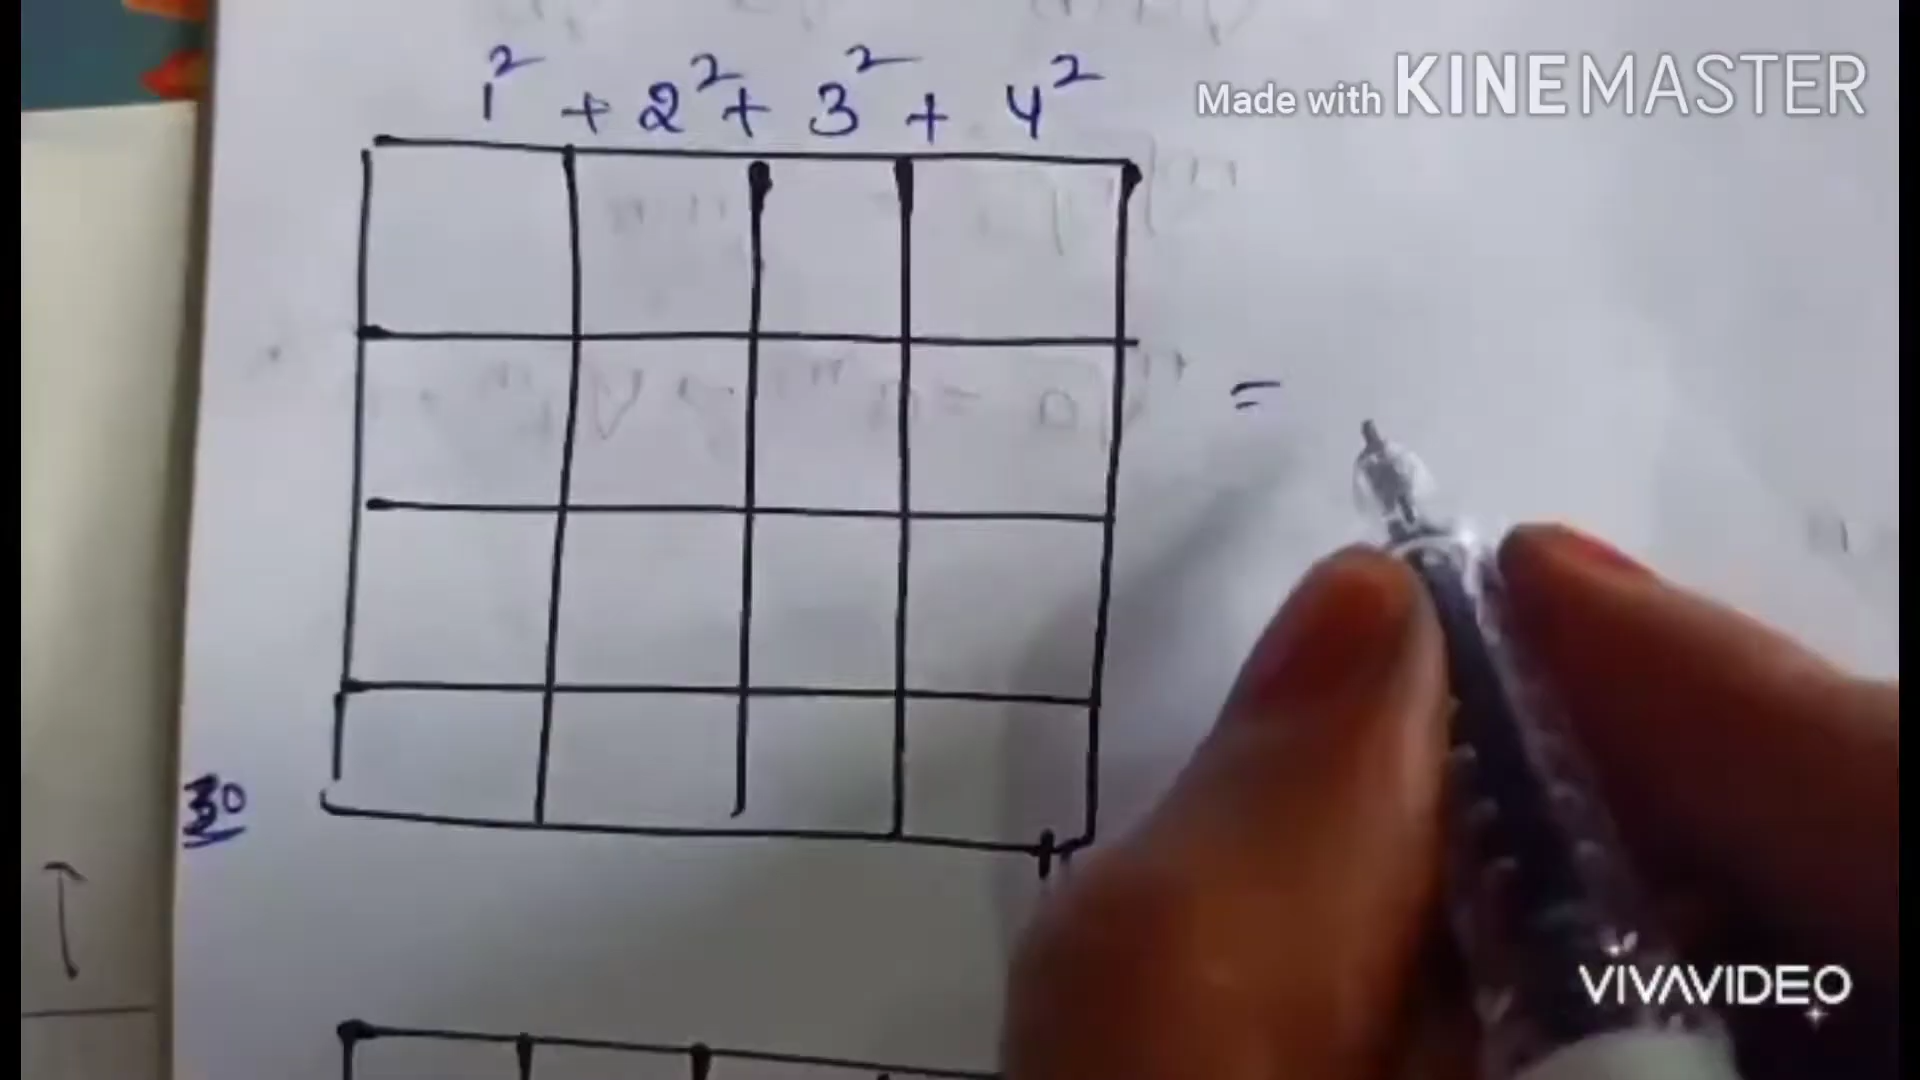 1² + 2² + 3² + 4²
Made with KINEMASTER
=
30
VIVAVIDEO